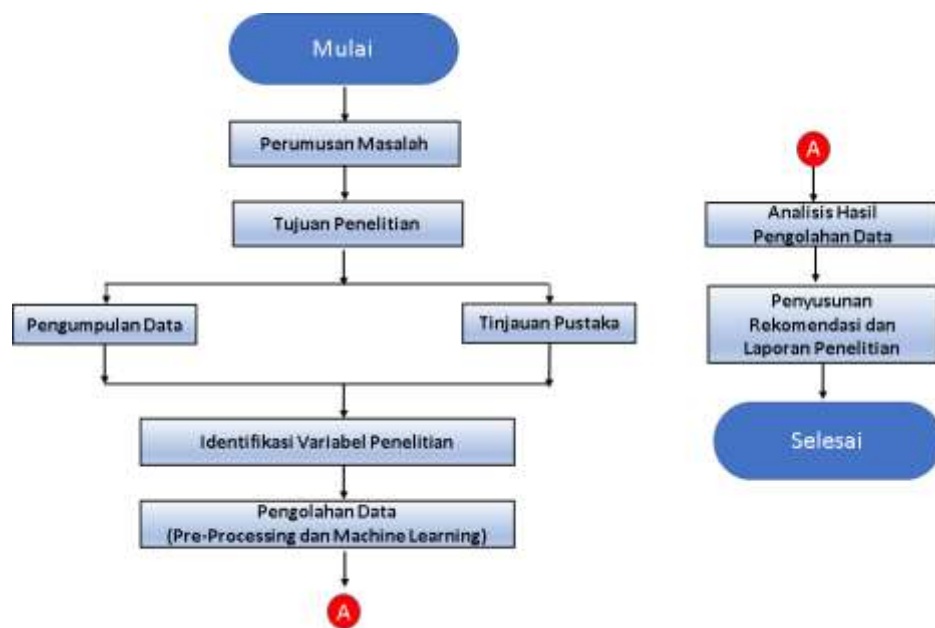 Mulai
Perumusan Masalah
Tujuan Penelitian
Pengumpulan Data
Tinjauan Pustaka
Identifikasi Variabel Penelitian
Pengolahan Data
(Pre-Processing dan Machine Learning)
A
A
Analisis Hasil
Pengolahan Data
Penyusunan
Rekomendasi dan
Laporan Penelitian
Selesai